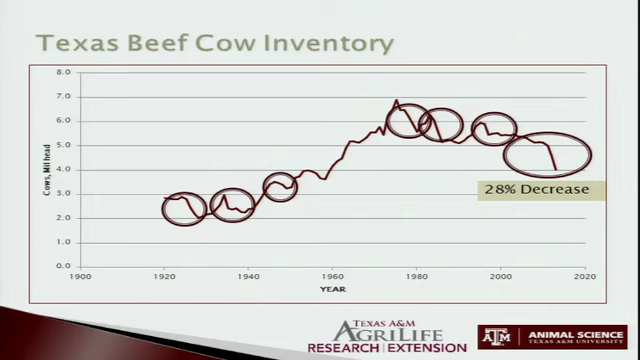 Texas Beef Cow Inventory
8.0
7.0
6.0
5.0
4.0
3.0
2.0
1.0
0.0
Cows, Mil head
28% Decrease
1900 1920 1940 1960 1980 2000 2020
YEAR
TEXAS A&M
AGRILIFE
RESEARCH | EXTENSION
ATM
ANIMAL SCIENCE
TEXAS A&M UNIVERSITY